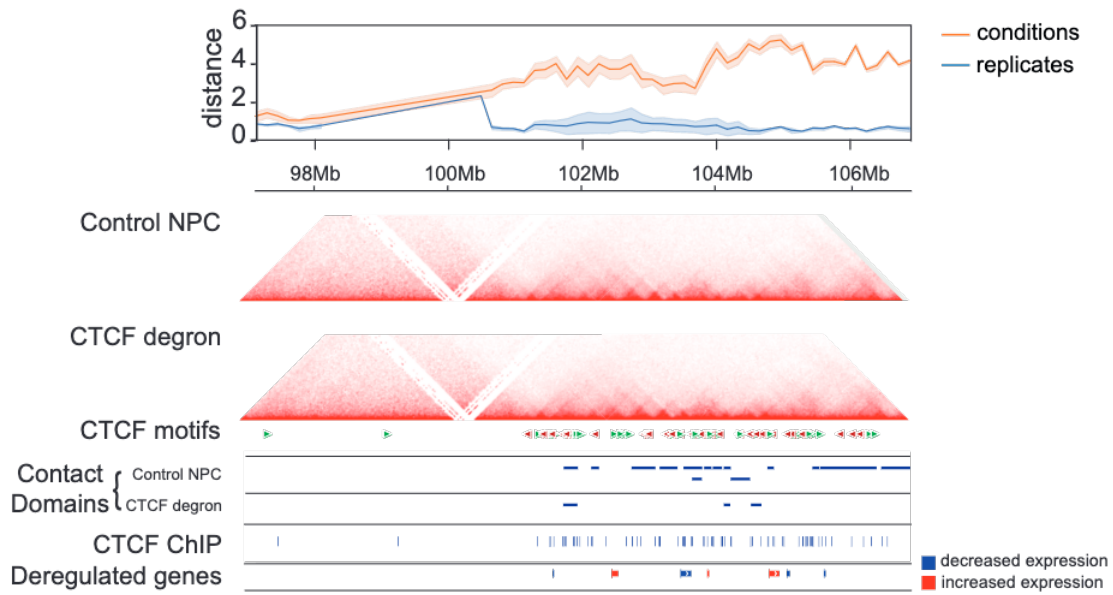 6
4
2
0
distance
conditions
replicates
98Mb 100Mb 102Mb 104Mb 106Mb
Control NPC
CTCF degron
CTCF motifs
Contact Domains
Control NPC
CTCF degron
CTCF ChIP
Deregulated genes
decreased expression
increased expression